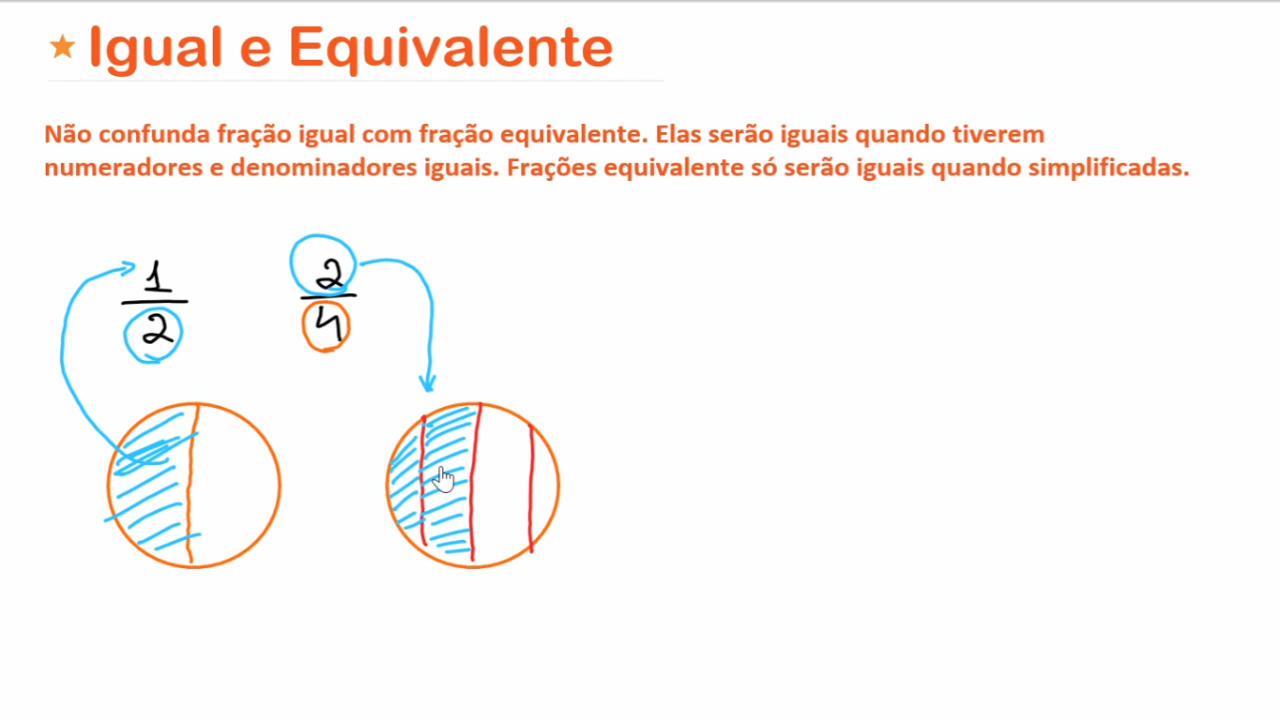 Igual e Equivalente
Não confunda fração igual com fração equivalente. Elas serão iguais quando tiverem
numeradores e denominadores iguais. Frações equivalente só serão iguais quando simplificadas.
1 2
2 4